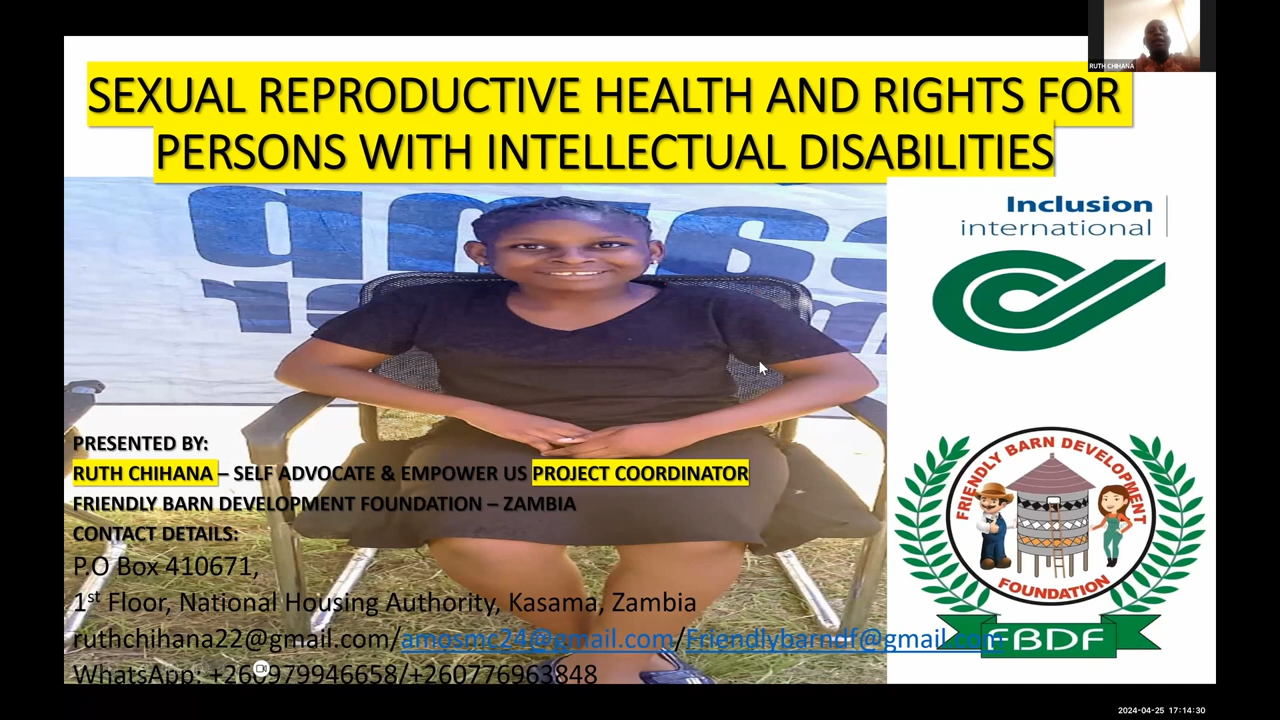 RUTH CHIHANA
SEXUAL REPRODUCTIVE HEALTH AND RIGHTS FOR
PERSONS WITH INTELLECTUAL DISABILITIES
Inclusion
international
PRESENTED BY:
RUTH CHIHANA – SELF ADVOCATE & EMPOWER US PROJECT COORDINATOR
FRIENDLY BARN DEVELOPMENT FOUNDATION – ZAMBIA
CONTACT DETAILS:
P.O Box 410671,
1st Floor, National Housing Authority, Kasama, Zambia
ruthchihana22@gmail.com/amosmc24@gmail.com/Friendlybarndf@gmail.com
WhatsApp: +260979946658/+260776963848
FRIENDLY BARN DEVELOPMENT
FOUNDATION
FBDF
2024-04-25 17:14:30